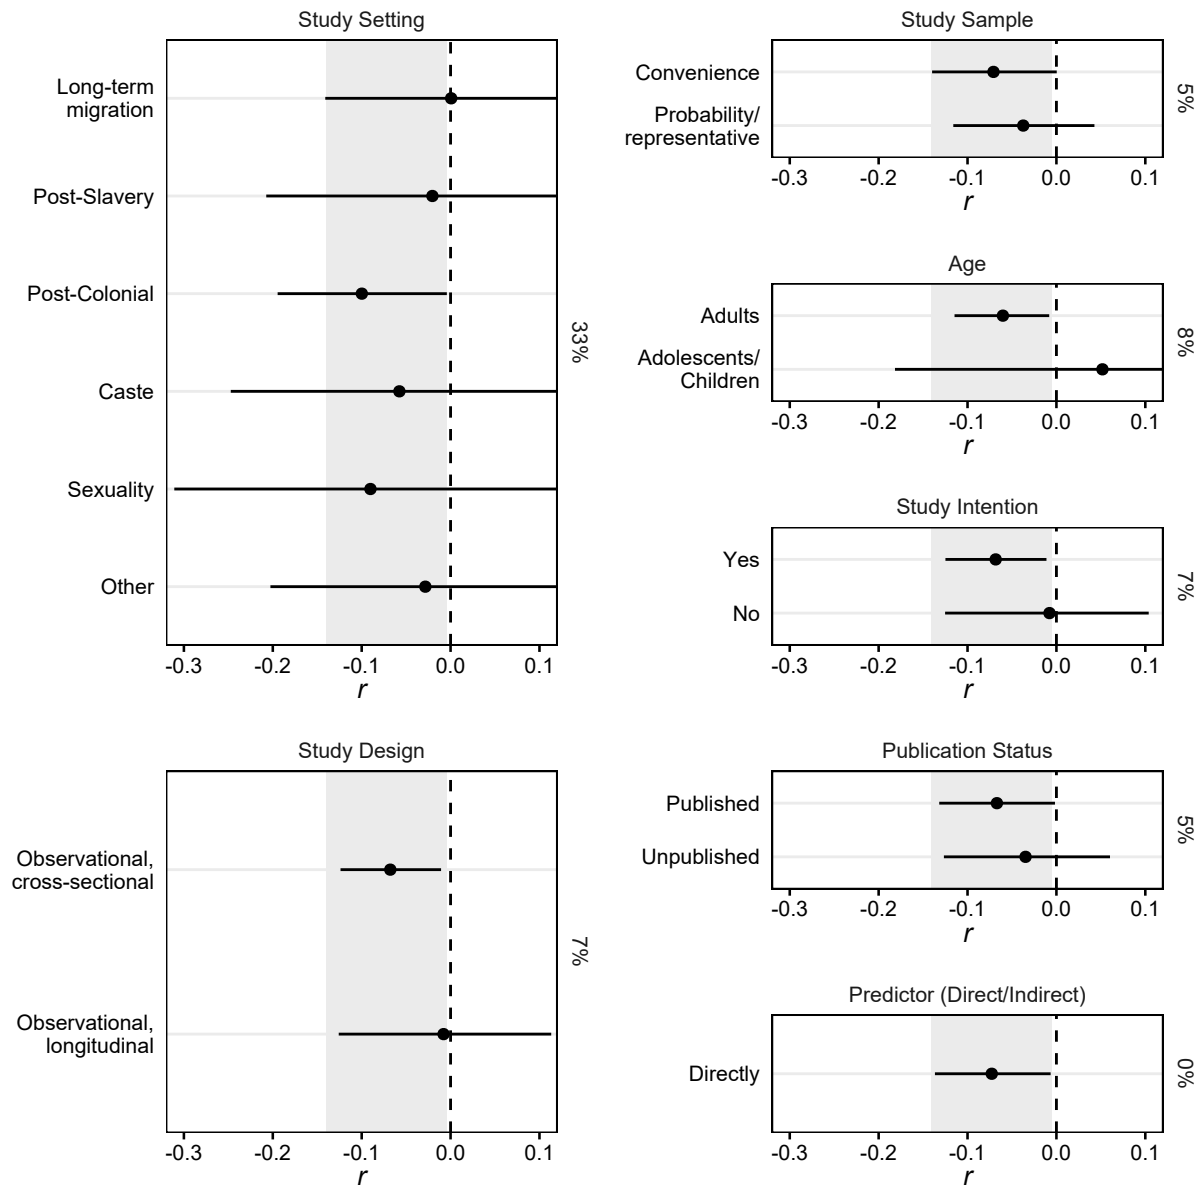 Study Setting
Long-term
migration
Post-Slavery
Post-Colonial
Caste
Sexuality
Other
-0.3 -0.2 -0.1 0.0 0.1
r
33%
Study Design
Observational,
cross-sectional
Observational,
longitudinal
-0.3 -0.2 -0.1 0.0 0.1
r
7%
Study Sample
Convenience
Probability/
representative
-0.3 -0.2 -0.1 0.0 0.1
r
5%
Age
Adults
Adolescents/
Children
-0.3 -0.2 -0.1 0.0 0.1
r
8%
Study Intention
Yes
No
-0.3 -0.2 -0.1 0.0 0.1
r
7%
Publication Status
Published
Unpublished
-0.3 -0.2 -0.1 0.0 0.1
r
5%
Predictor (Direct/Indirect)
Directly
-0.3 -0.2 -0.1 0.0 0.1
r
0%